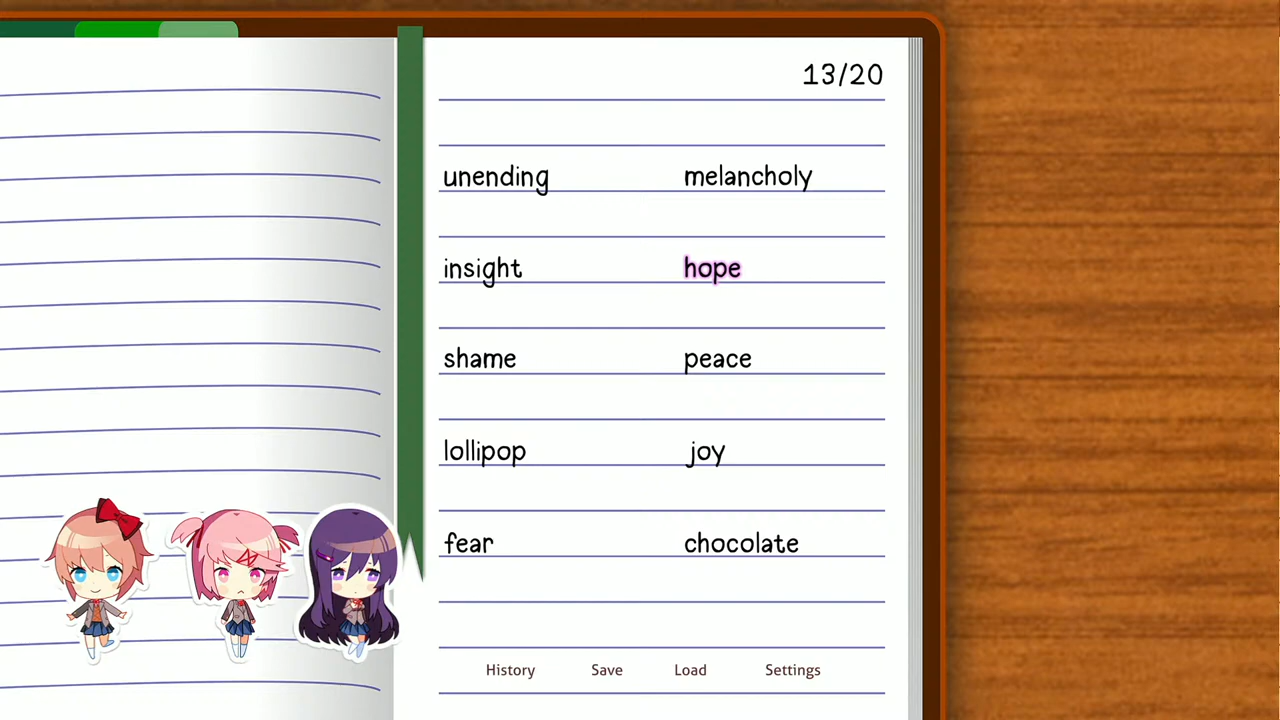 13/20
unending melancholy
insight hope
shame peace
lollipop joy
fear chocolate
History Save Load Settings